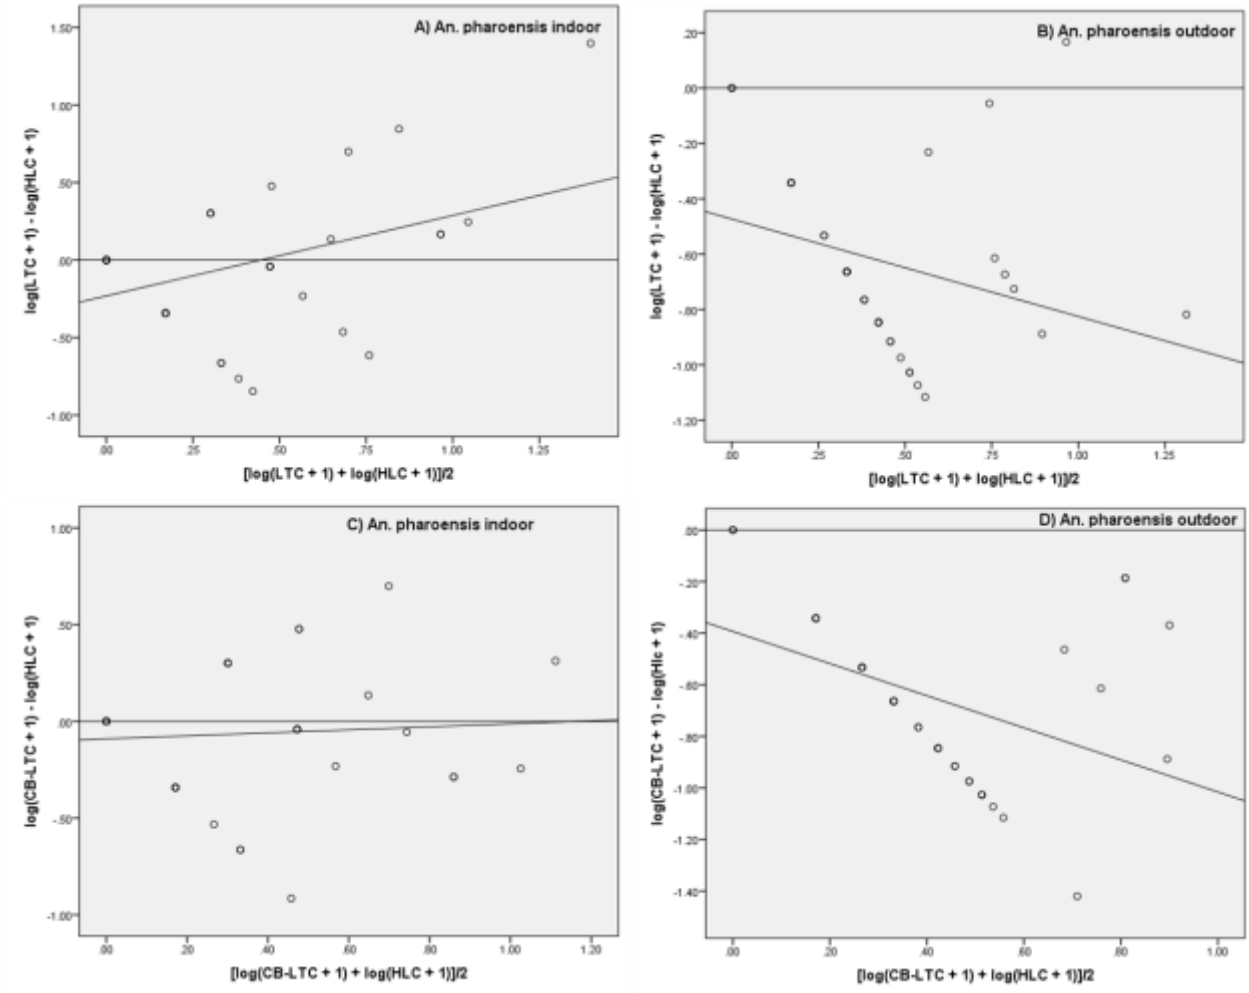 A) An. pharoensis indoor
log(LTC + 1) - log(HLC + 1)
1.50
1.00
.50
.00
-.50
-1.00
.00 .25 .50 .75 1.00 1.25
[log(LTC + 1) + log(HLC + 1)]/2
B) An. pharoensis outdoor
log(LTC + 1) - log(HLC + 1)
.20
.00
-.20
-.40
-.60
-.80
-1.00
-1.20
.00 .25 .50 .75 1.00 1.25
[log(LTC + 1) + log(HLC + 1)]/2
C) An. pharoensis indoor
log(CB-LTC + 1) - log(HLC + 1)
1.00
.50
.00
-.50
-1.00
.00 .20 .40 .60 .80 1.00 1.20
[log(CB-LTC + 1) + log(HLC + 1)]/2
D) An. pharoensis outdoor
log(CB-LTC + 1) - log(Hlc + 1)
.00
-.20
-.40
-.60
-.80
-1.00
-1.20
-1.40
.00 .20 .40 .60 .80 1.00
[log(CB-LTC + 1) + log(HLC + 1)]/2